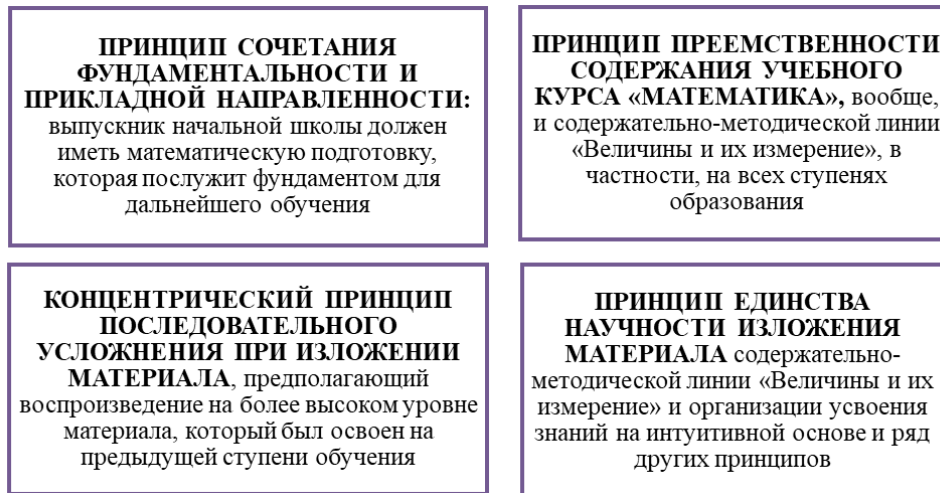 ПРИНЦИП СОЧЕТАНИЯ
ФУНДАМЕНТАЛЬНОСТИ И
ПРИКЛАДНОЙ НАПРАВЛЕННОСТИ:
выпускник начальной школы должен
иметь математическую подготовку,
которая послужит фундаментом для
дальнейшего обучения
ПРИНЦИП ПРЕЕМСТВЕННОСТИ
СОДЕРЖАНИЯ УЧЕБНОГО
КУРСА «МАТЕМАТИКА», вообще,
и содержательно-методической линии
«Величины и их измерение», в
частности, на всех ступенях
образования
КОНЦЕНТРИЧЕСКИЙ ПРИНЦИП
ПОСЛЕДОВАТЕЛЬНОГО
УСЛОЖНЕНИЯ ПРИ ИЗЛОЖЕНИИ
МАТЕРИАЛА, предполагающий
воспроизведение на более высоком уровне
материала, который был освоен на
предыдущей ступени обучения
ПРИНЦИП ЕДИНСТВА
НАУЧНОСТИ ИЗЛОЖЕНИЯ
МАТЕРИАЛА содержательно-
методической линии «Величины и их
измерение» и организации усвоения
знаний на интуитивной основе и ряд
других принципов